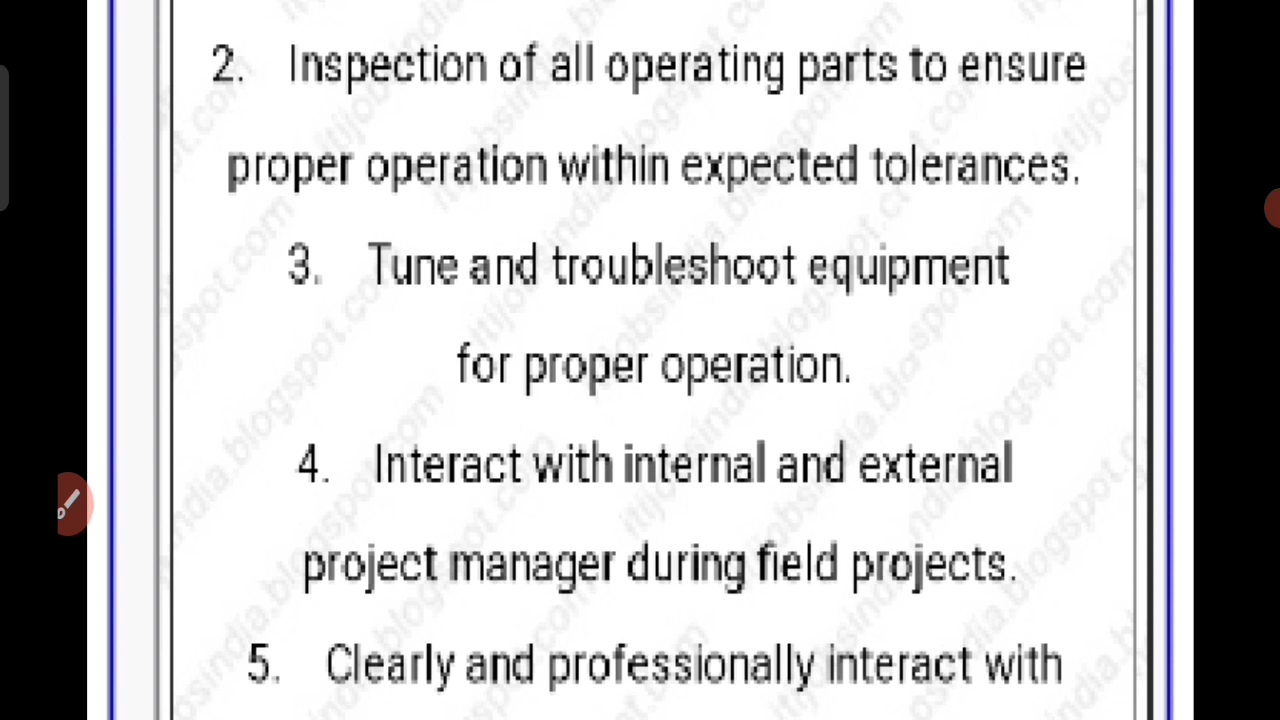 2. Inspection of all operating parts to ensure
proper operation within expected tolerances.
3. Tune and troubleshoot equipment
for proper operation.
4. Interact with internal and external
project manager during field projects.
5. Clearly and professionally interact with